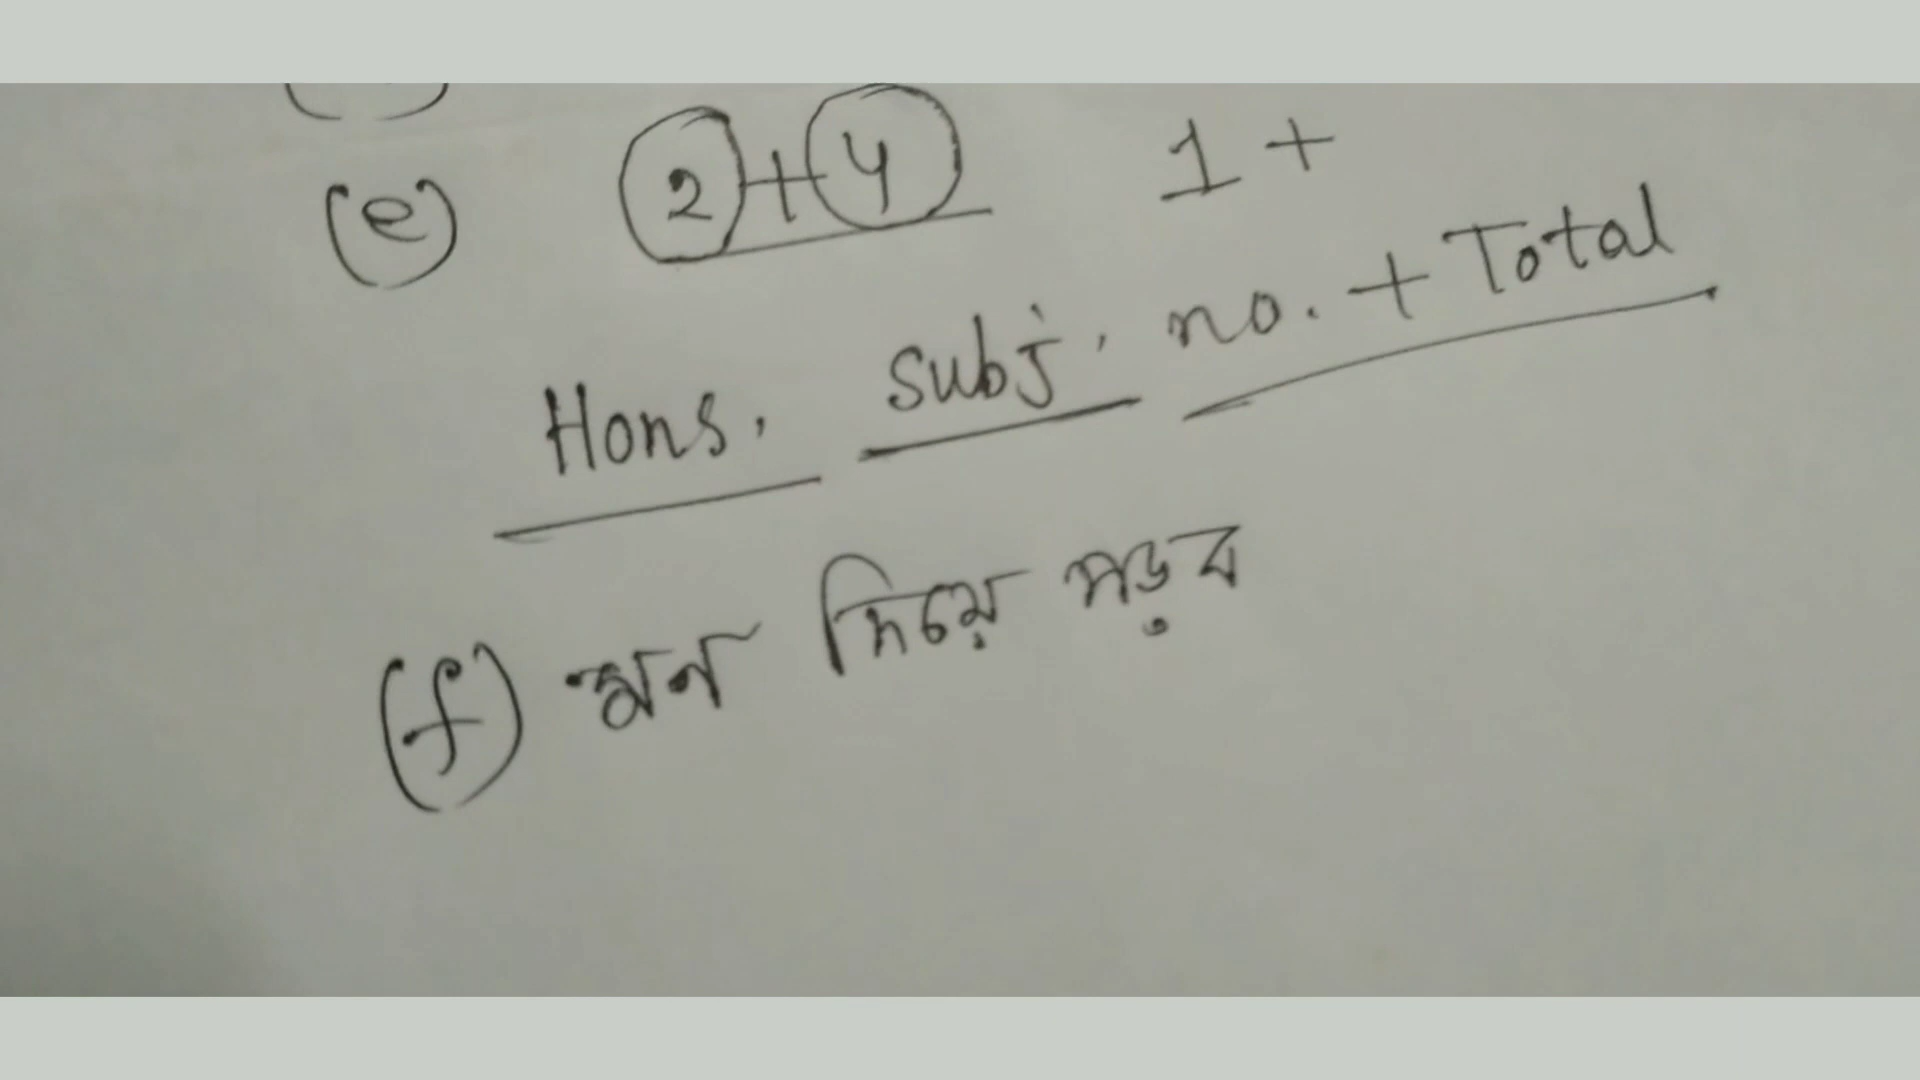 (e) 2+4 1+
Hons. subj. no. + Total
(f) মন দিয়ে পড়ব